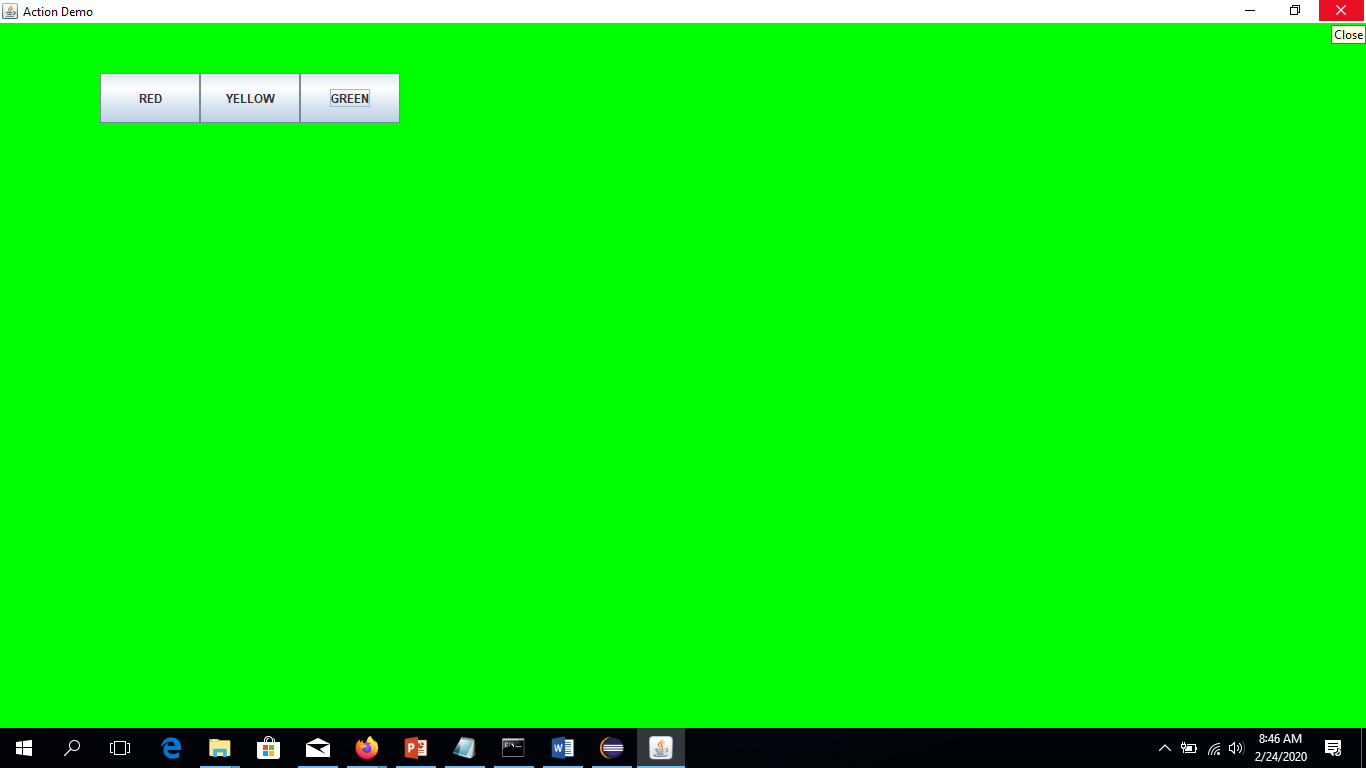 Action Demo
Close
RED YELLOW GREEN
8:46 AM
2/24/2020